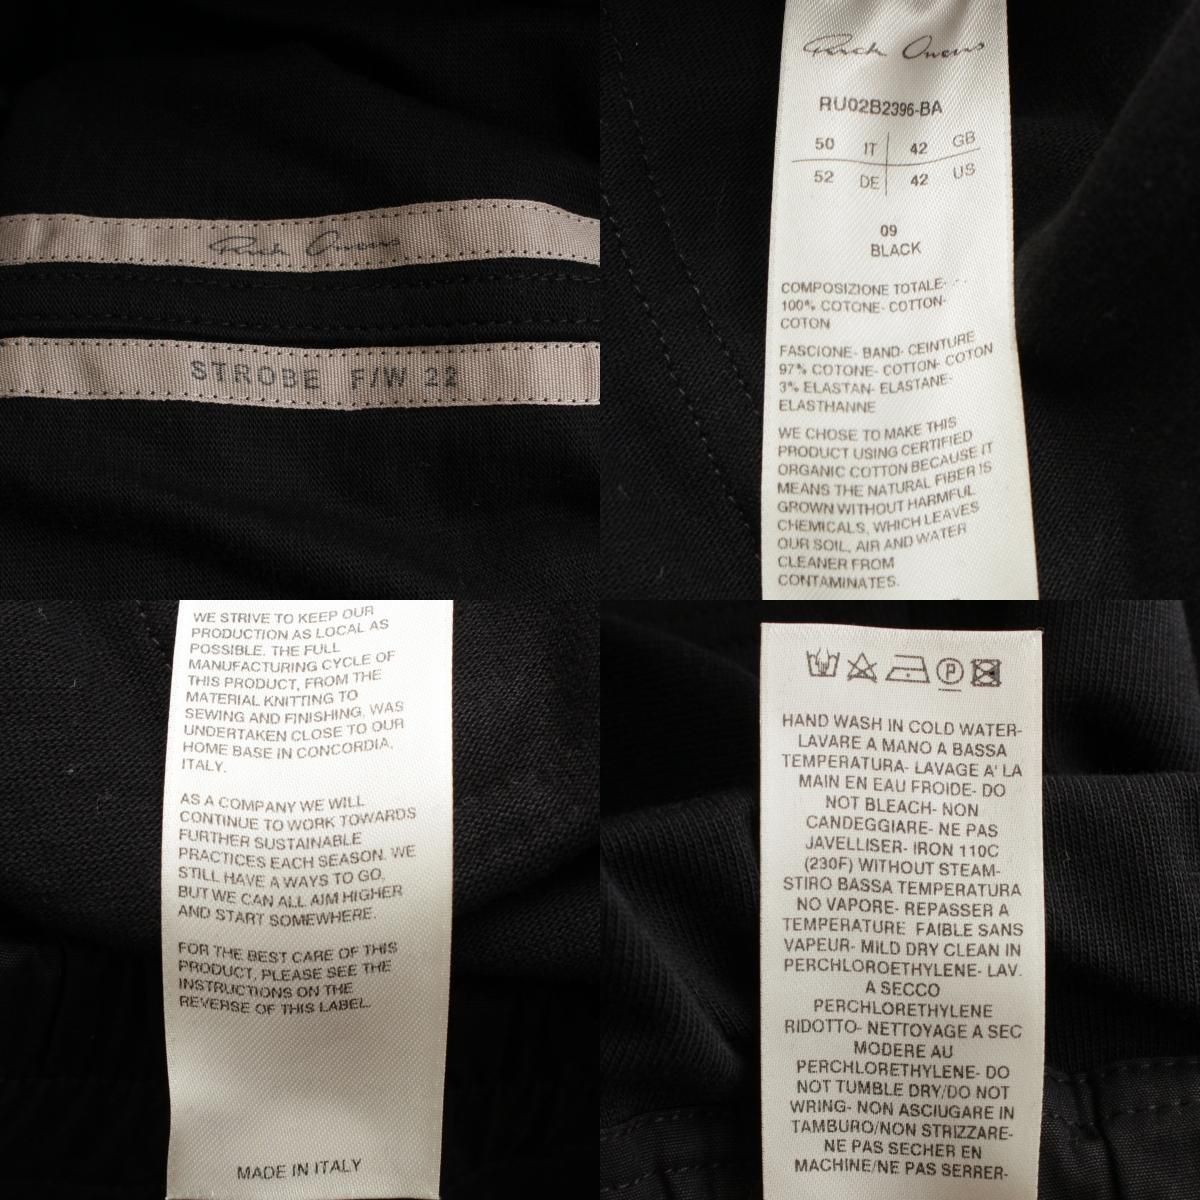 Rick Owens
STROBE F/W 22
Rick Owens
RU02B2396-BA
50 IT 42 GB
52 DE 42 US
09
BLACK
COMPOSIZIONE TOTALE-
100% COTONE- COTTON-
COTON
FASCIONE- BAND- CEINTURE
97% COTONE- COTTON- COTON
3% ELASTAN- ELASTANE-
ELASTHANNE
WE CHOSE TO MAKE THIS
PRODUCT USING CERTIFIED
ORGANIC COTTON BECAUSE IT
MEANS THE NATURAL FIBER IS
GROWN WITHOUT HARMFUL
CHEMICALS, WHICH LEAVES
OUR SOIL, AIR AND WATER
CLEANER FROM
CONTAMINATES.
WE STRIVE TO KEEP OUR
PRODUCTION AS LOCAL AS
POSSIBLE. THE FULL
MANUFACTURING CYCLE OF
THIS PRODUCT, FROM THE
MATERIAL KNITTING TO
SEWING AND FINISHING, WAS
UNDERTAKEN CLOSE TO OUR
HOME BASE IN CONCORDIA,
ITALY.
AS A COMPANY WE WILL
CONTINUE TO WORK TOWARDS
FURTHER SUSTAINABLE
PRACTICES EACH SEASON. WE
STILL HAVE A WAYS TO GO,
BUT WE CAN ALL AIM HIGHER
AND START SOMEWHERE.
FOR THE BEST CARE OF THIS
PRODUCT, PLEASE SEE THE
INSTRUCTIONS ON THE
REVERSE OF THIS LABEL.
MADE IN ITALY
P
HAND WASH IN COLD WATER-
LAVARE A MANO A BASSA
TEMPERATURA- LAVAGE A' LA
MAIN EN EAU FROIDE- DO
NOT BLEACH- NON
CANDEGGIARE- NE PAS
JAVELLISER- IRON 110C
(230F) WITHOUT STEAM-
STIRO BASSA TEMPERATURA
NO VAPORE- REPASSER A
TEMPERATURE FAIBLE SANS
VAPEUR- MILD DRY CLEAN IN
PERCHLOROETHYLENE- LAV.
A SECCO
PERCHLORETHYLENE
RIDOTTO- NETTOYAGE A SEC
MODERE AU
PERCHLORETHYLENE- DO
NOT TUMBLE DRY/DO NOT
WRING- NON ASCIUGARE IN
TAMBURO/NON STRIZZARE-
NE PAS SECHER EN
MACHINE/NE PAS SERRER-